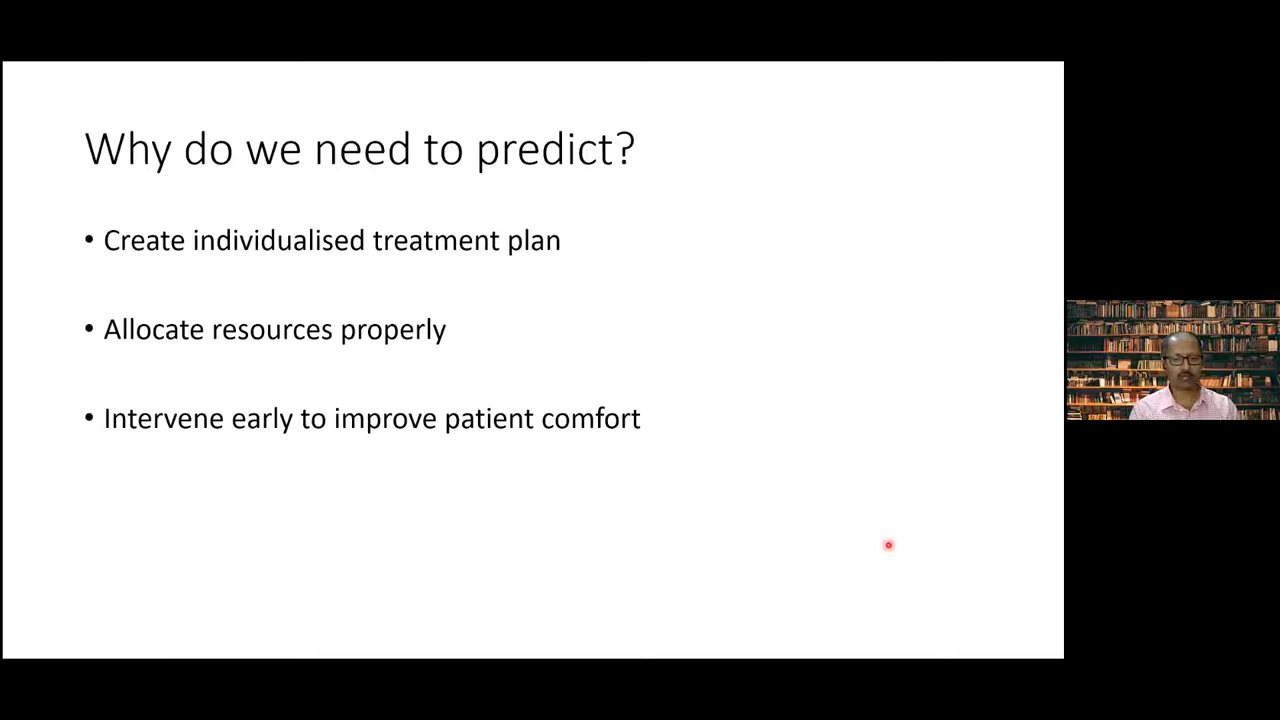 Why do we need to predict?
• Create individualised treatment plan
• Allocate resources properly
• Intervene early to improve patient comfort